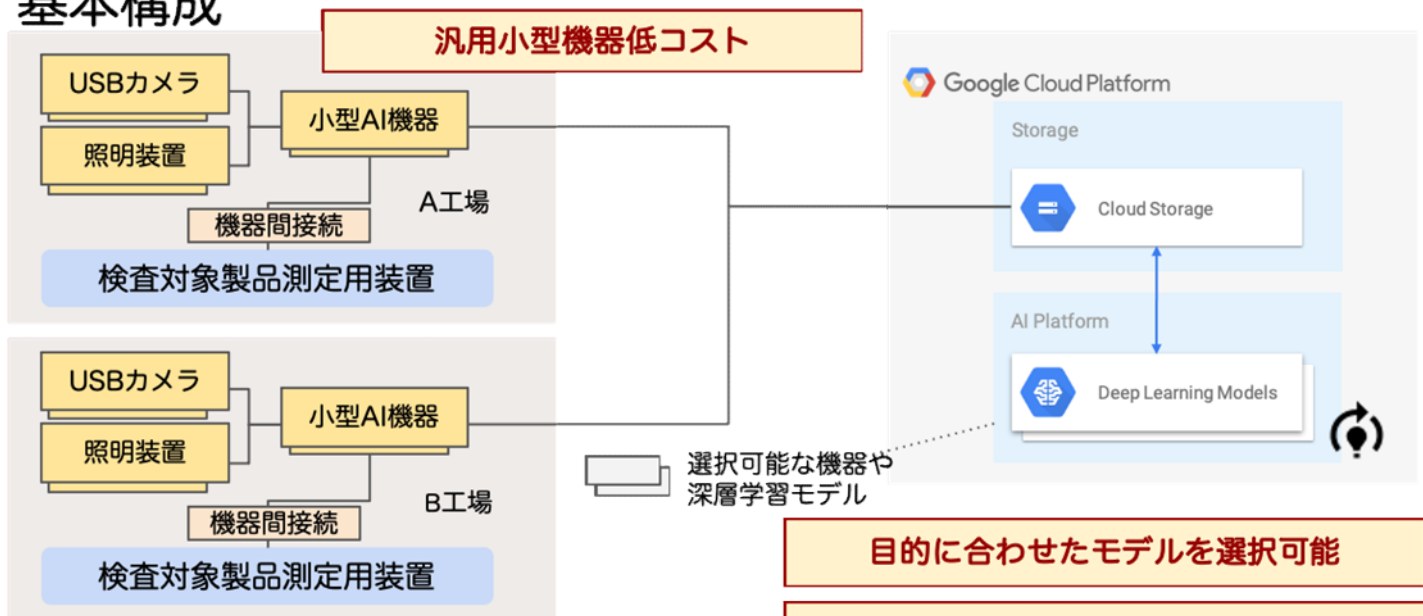 基本構成
汎用小型機器低コスト
USBカメラ
照明装置
小型AI機器
A工場
機器間接続
検査対象製品測定用装置
USBカメラ
照明装置
小型AI機器
B工場
機器間接続
検査対象製品測定用装置
Google Cloud Platform
Storage
Cloud Storage
AI Platform
Deep Learning Models
選択可能な機器や
深層学習モデル
目的に合わせたモデルを選択可能